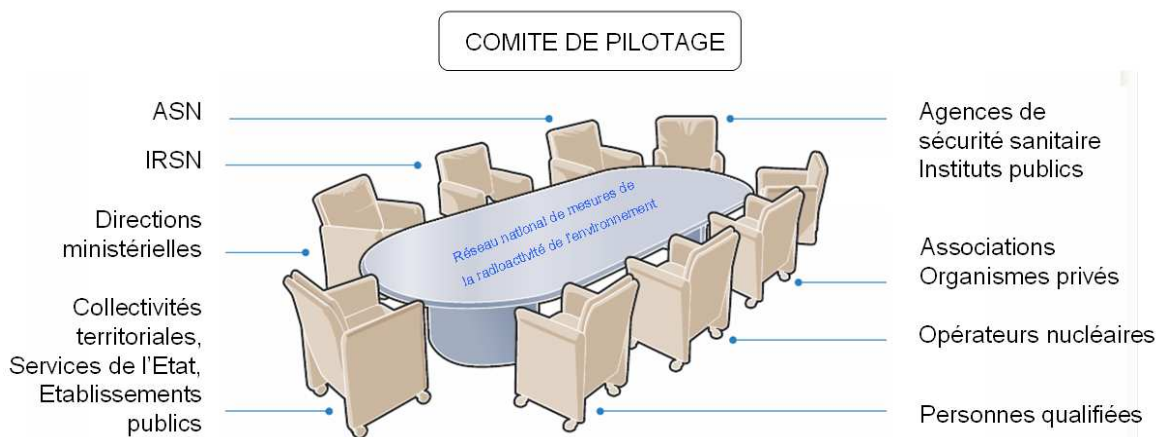 COMITE DE PILOTAGE
ASN
IRSN
Directions
ministérielles
Collectivités
territoriales,
Services de l'Etat,
Etablissements
publics
Réseau national de mesures de
la radioactivité de l'environnement
Agences de
sécurité sanitaire
Instituts publics
Associations
Organismes privés
Opérateurs nucléaires
Personnes qualifiées